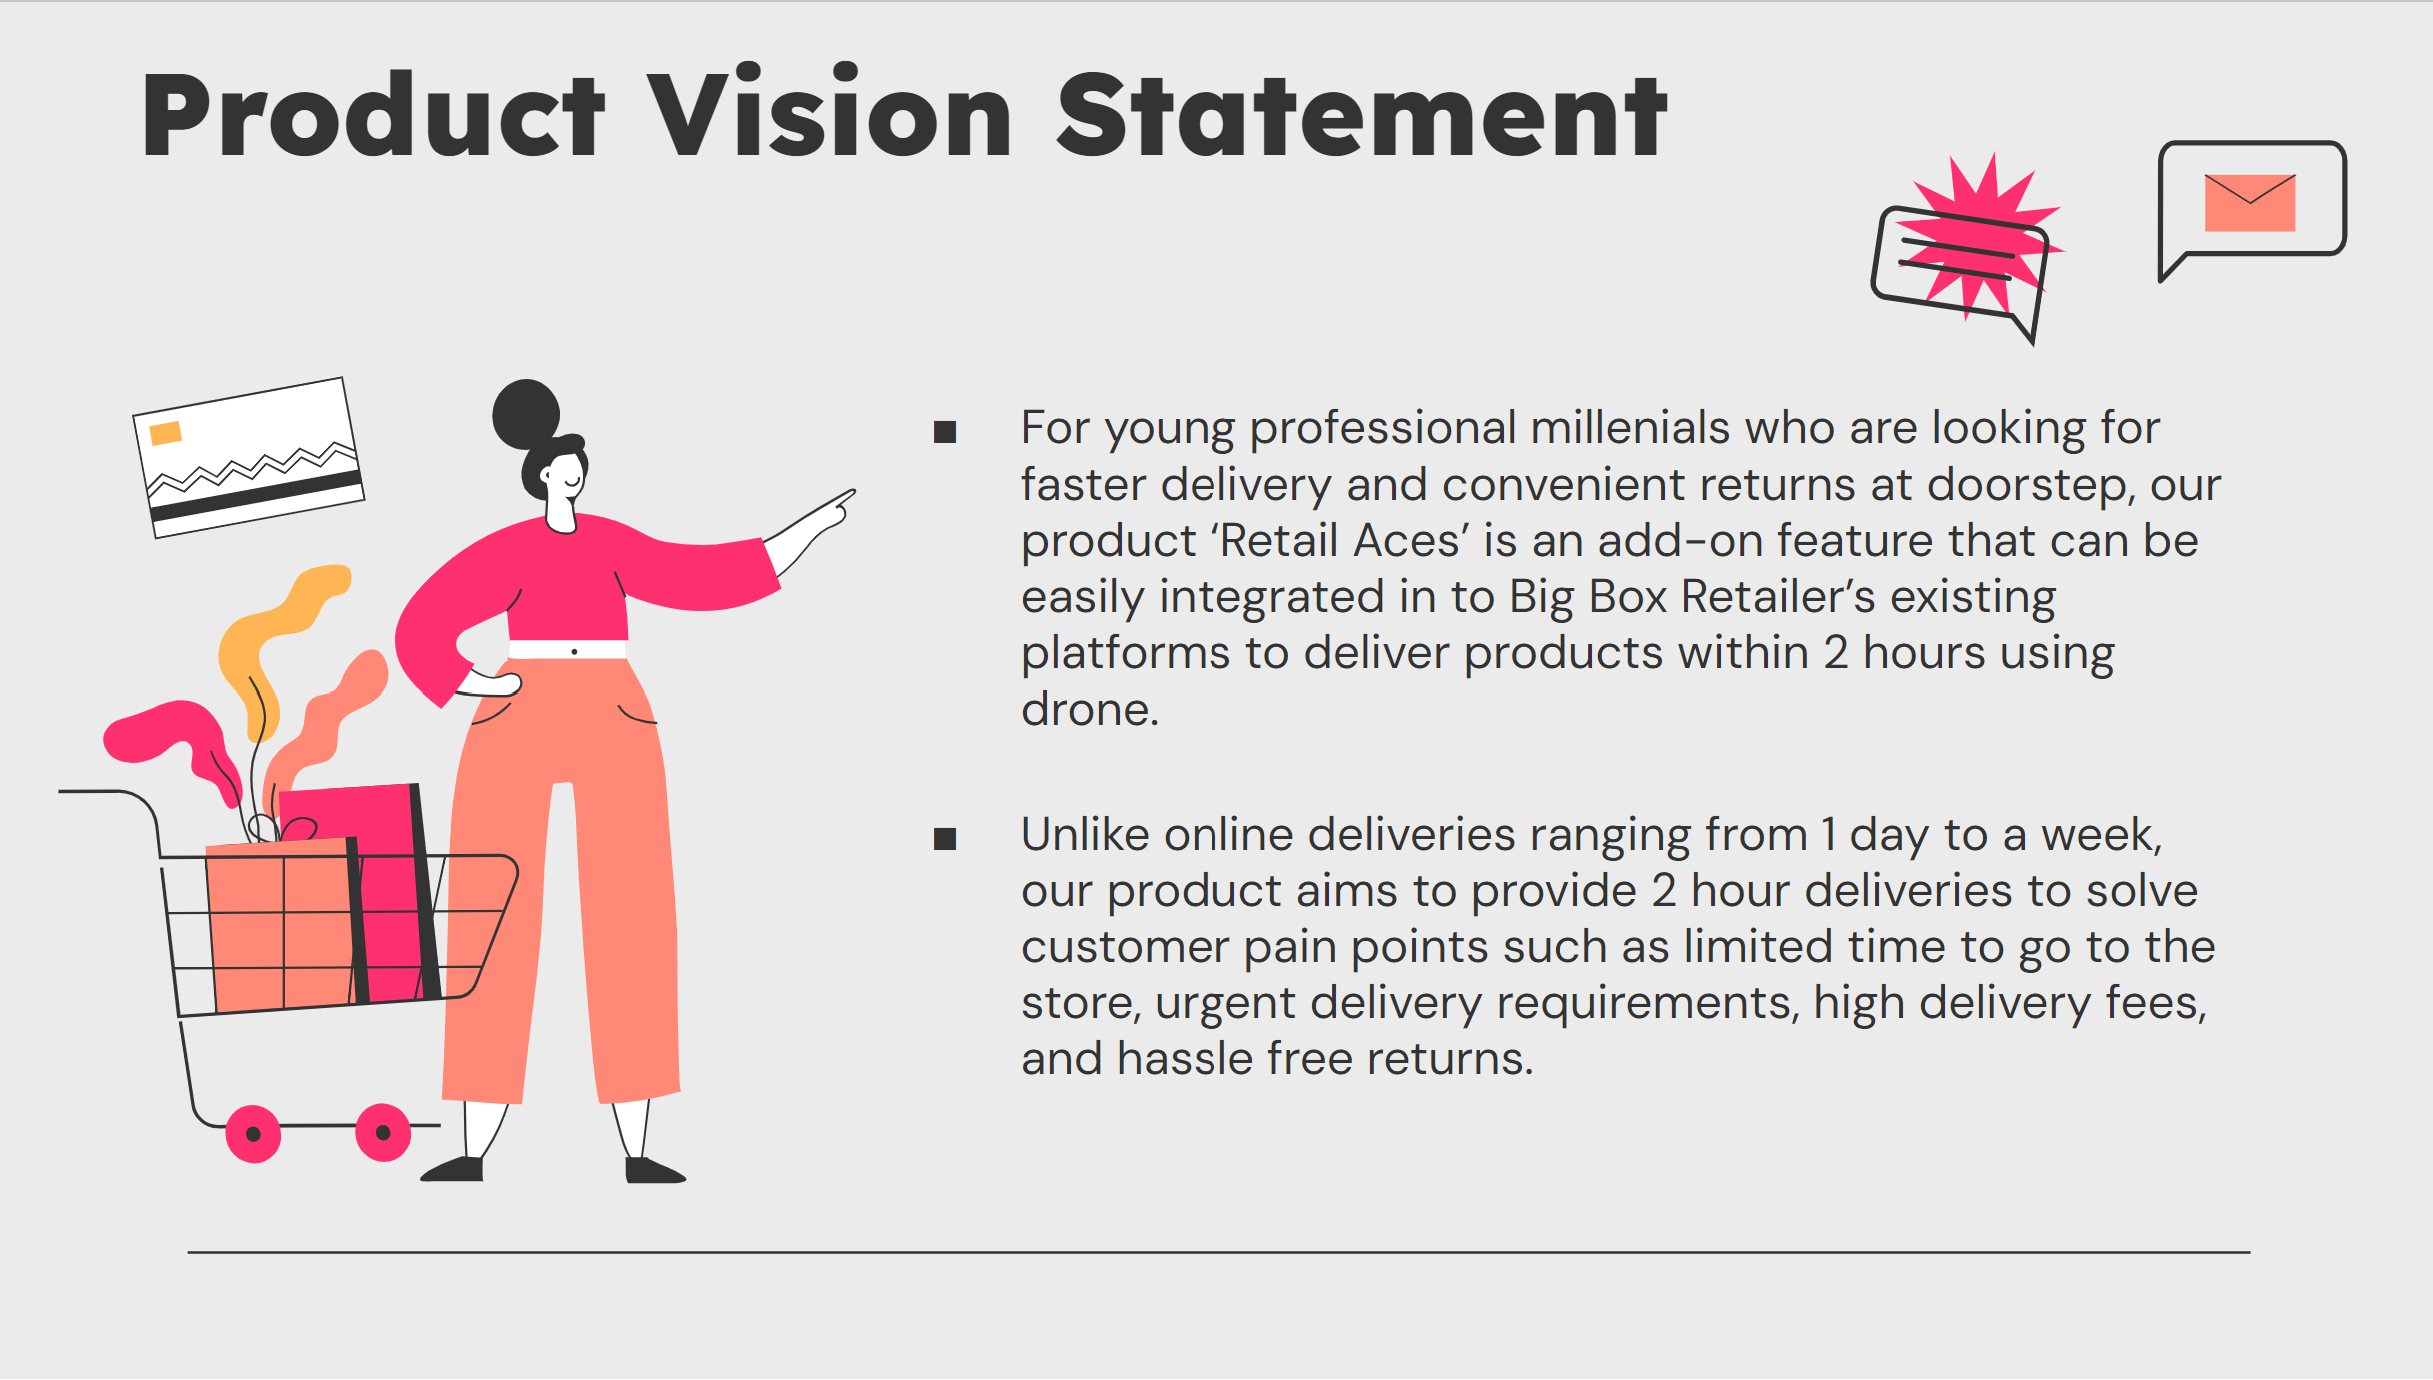 Product Vision Statement
▪ For young professional millenials who are looking for
faster delivery and convenient returns at doorstep, our
product ‘Retail Aces’ is an add-on feature that can be
easily integrated in to Big Box Retailer’s existing
platforms to deliver products within 2 hours using
drone.
▪ Unlike online deliveries ranging from 1 day to a week,
our product aims to provide 2 hour deliveries to solve
customer pain points such as limited time to go to the
store, urgent delivery requirements, high delivery fees,
and hassle free returns.